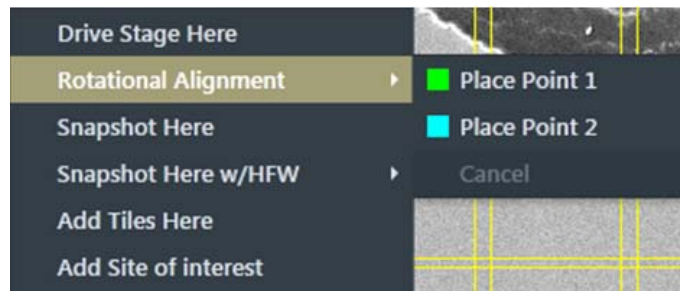 Drive Stage Here
Rotational Alignment
Place Point 1
Snapshot Here
Place Point 2
Snapshot Here w/HFW
Cancel
Add Tiles Here
Add Site of interest